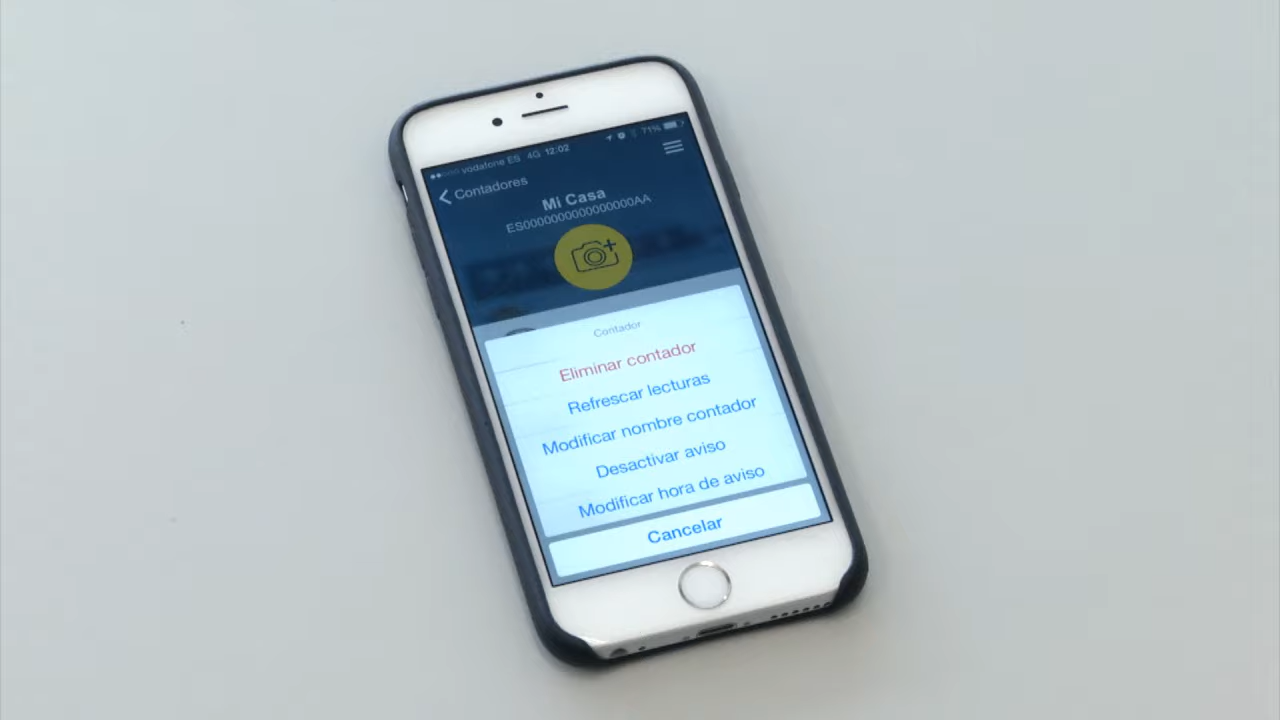 vodafone ES 4G 12:02 71%
Contadores
Mi Casa
ES0000000000000000AA
Contador
Eliminar contador
Refrescar lecturas
Modificar nombre contador
Desactivar aviso
Modificar hora de aviso
Cancelar